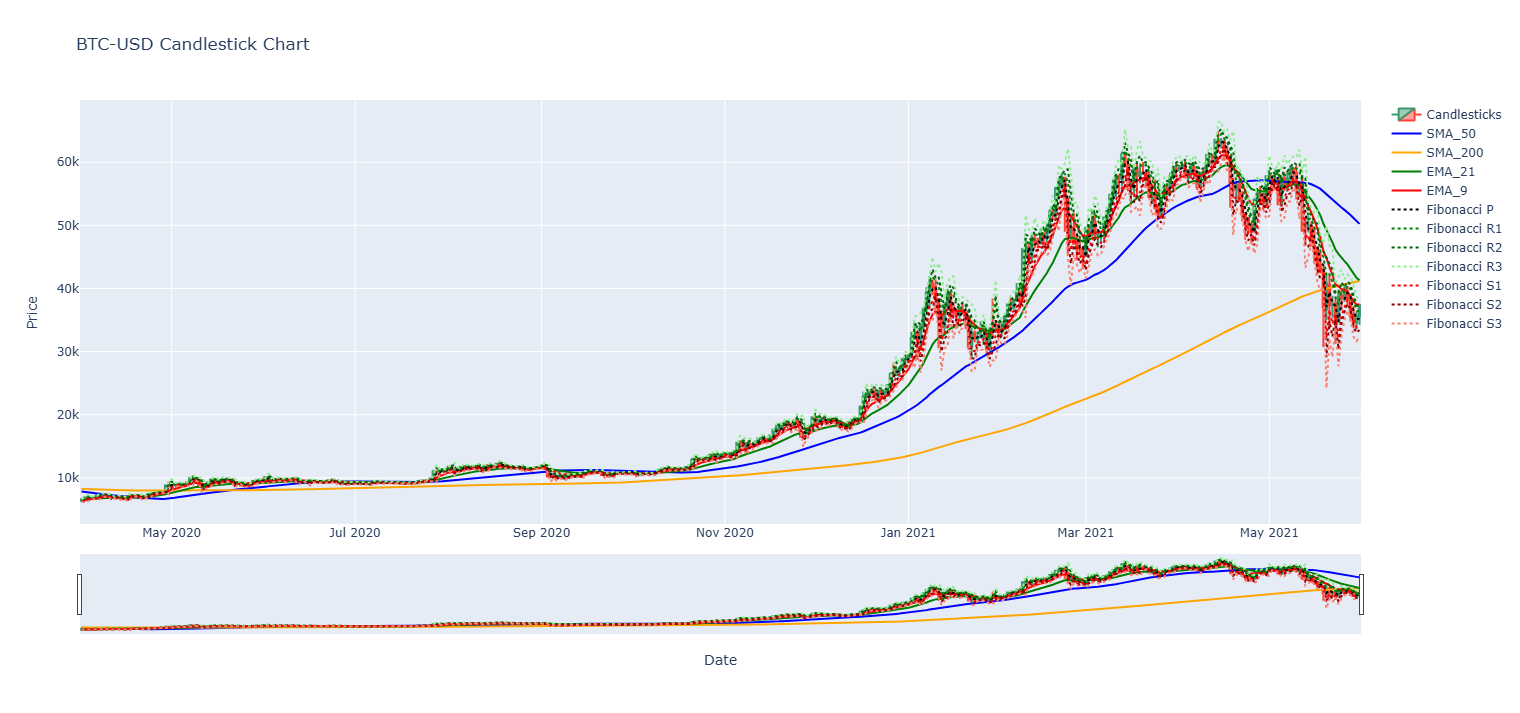 BTC-USD Candlestick Chart
Candlesticks
SMA_50
SMA_200
EMA_21
EMA_9
Fibonacci P
Fibonacci R1
Fibonacci R2
Fibonacci R3
Fibonacci S1
Fibonacci S2
Fibonacci S3
Price
60k
50k
40k
30k
20k
10k
May 2020
Jul 2020
Sep 2020
Nov 2020
Jan 2021
Mar 2021
May 2021
Date